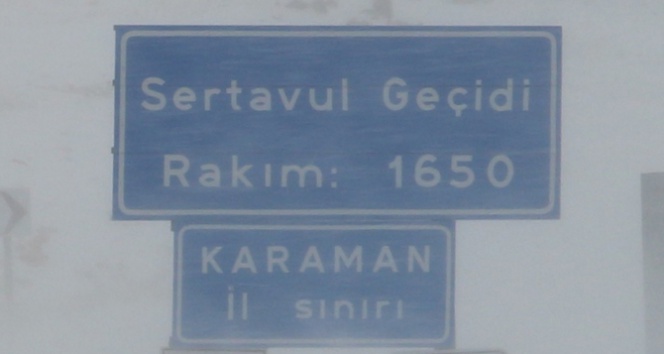 Sertavul Geçidi
Rakım: 1650
KARAMAN
İl sınırı